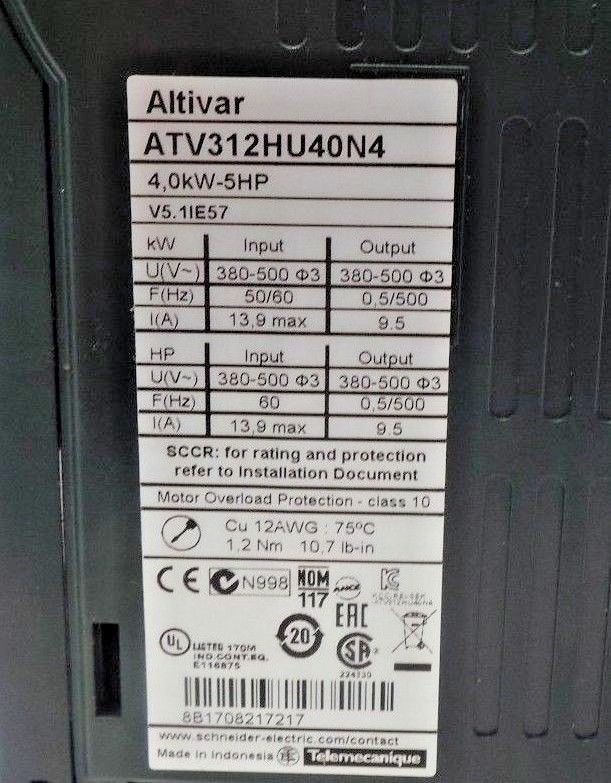 Altivar
ATV312HU40N4
4,0kW-5HP
V5.1IE57
kW Input Output
U(V~) 380-500 Φ3 380-500 Φ3
F(Hz) 50/60 0,5/500
I(A) 13,9 max 9.5
HP Input Output
U(V~) 380-500 Φ3 380-500 Φ3
F(Hz) 60 0,5/500
I(A) 13,9 max 9.5
SCCR: for rating and protection
refer to Installation Document
Motor Overload Protection - class 10
Cu 12AWG : 75ºC
1,2 Nm 10,7 lb-in
CE N998 NOM
117
EAC
UL LISTED 170M
IND.CONT.EQ.
E116875
20
SA
8B1708217217
www.schneider-electric.com/contact
Made in Indonesia Telemecanique